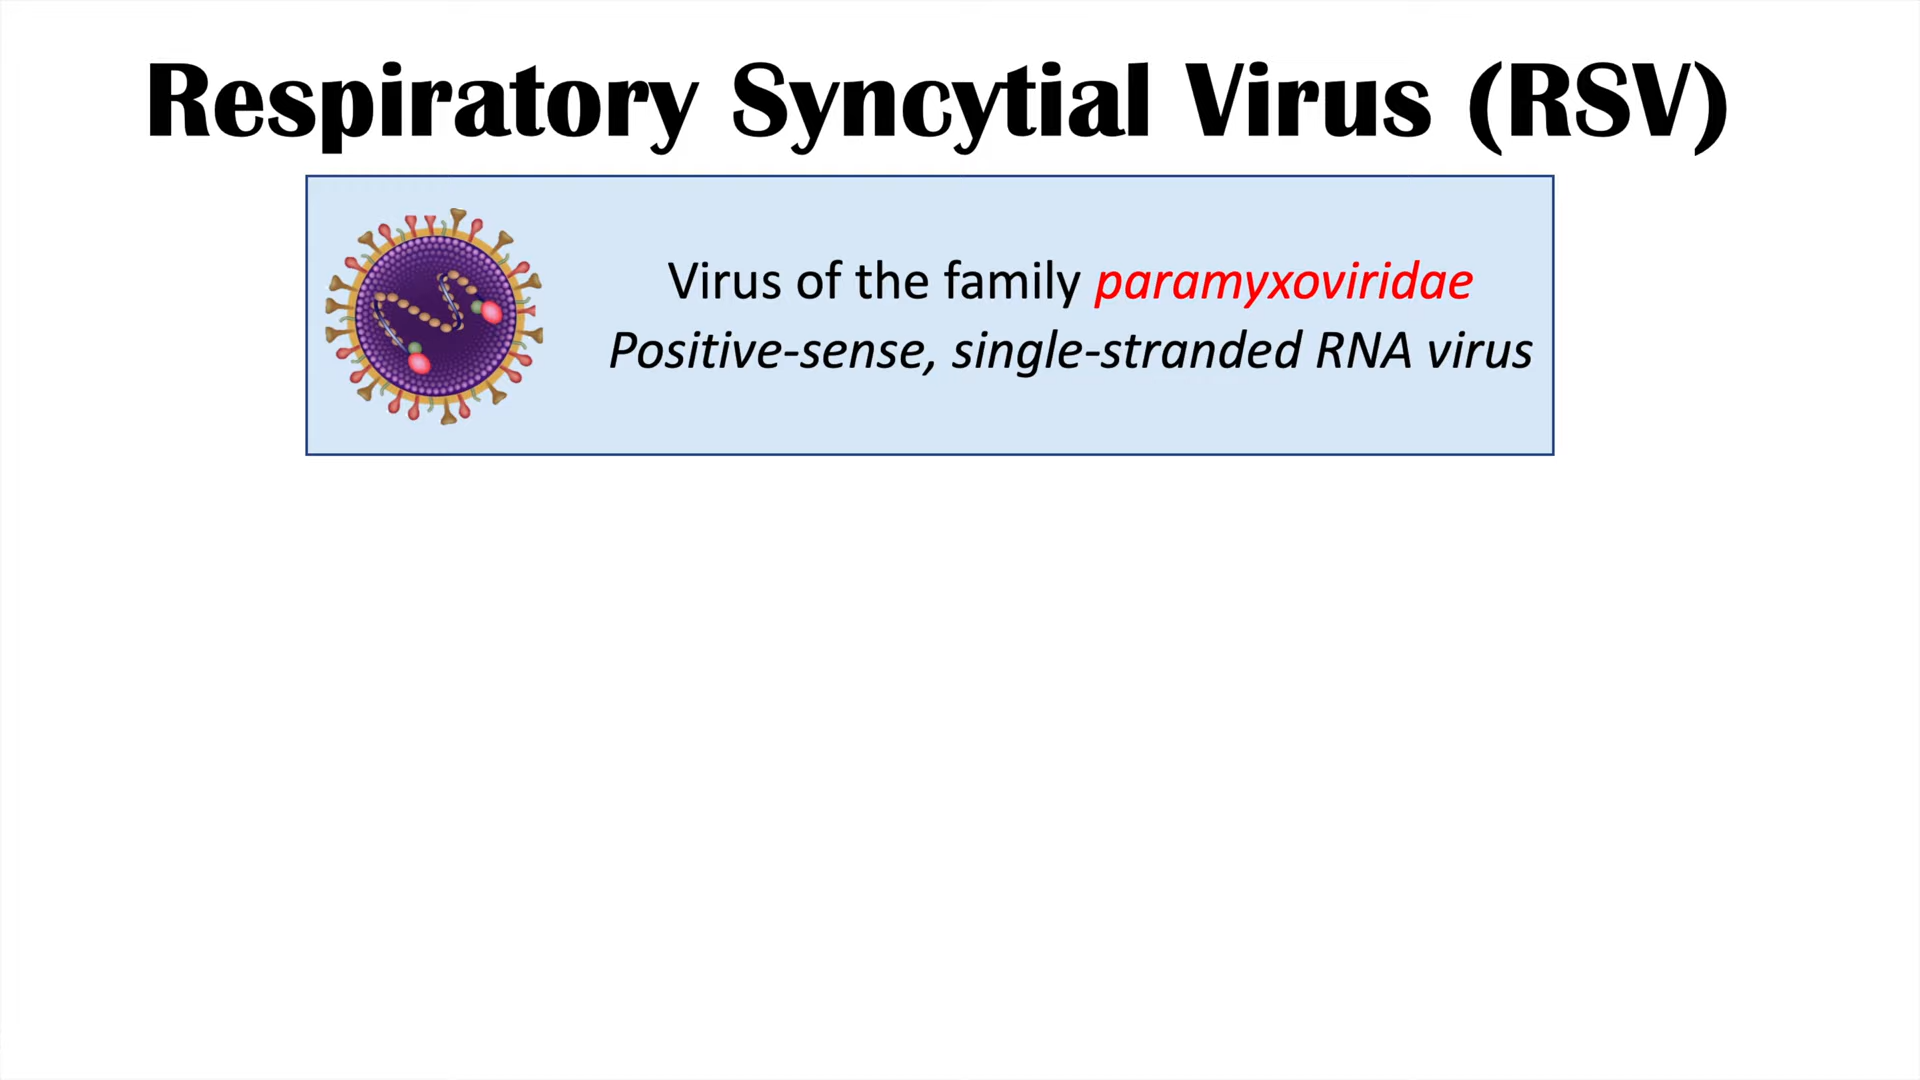 Respiratory Syncytial Virus (RSV)
Virus of the family paramyxoviridae
Positive-sense, single-stranded RNA virus